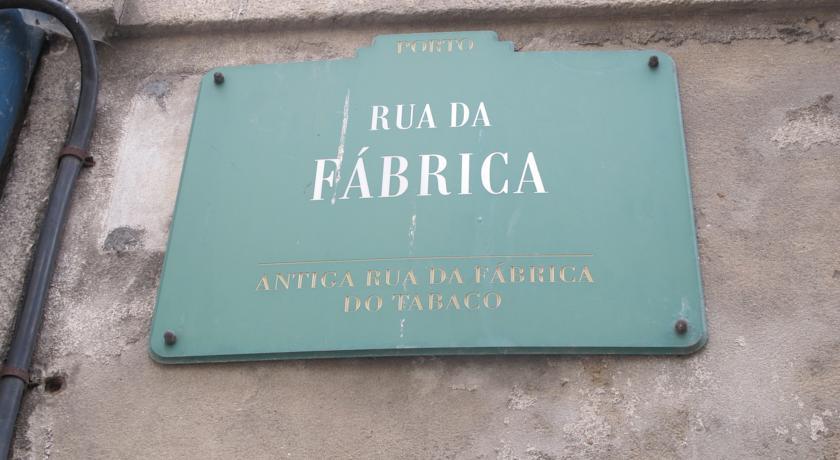 PORTO
RUA DA
FÁBRICA
ANTIGA RUA DA FÁBRICA
DO TABACO